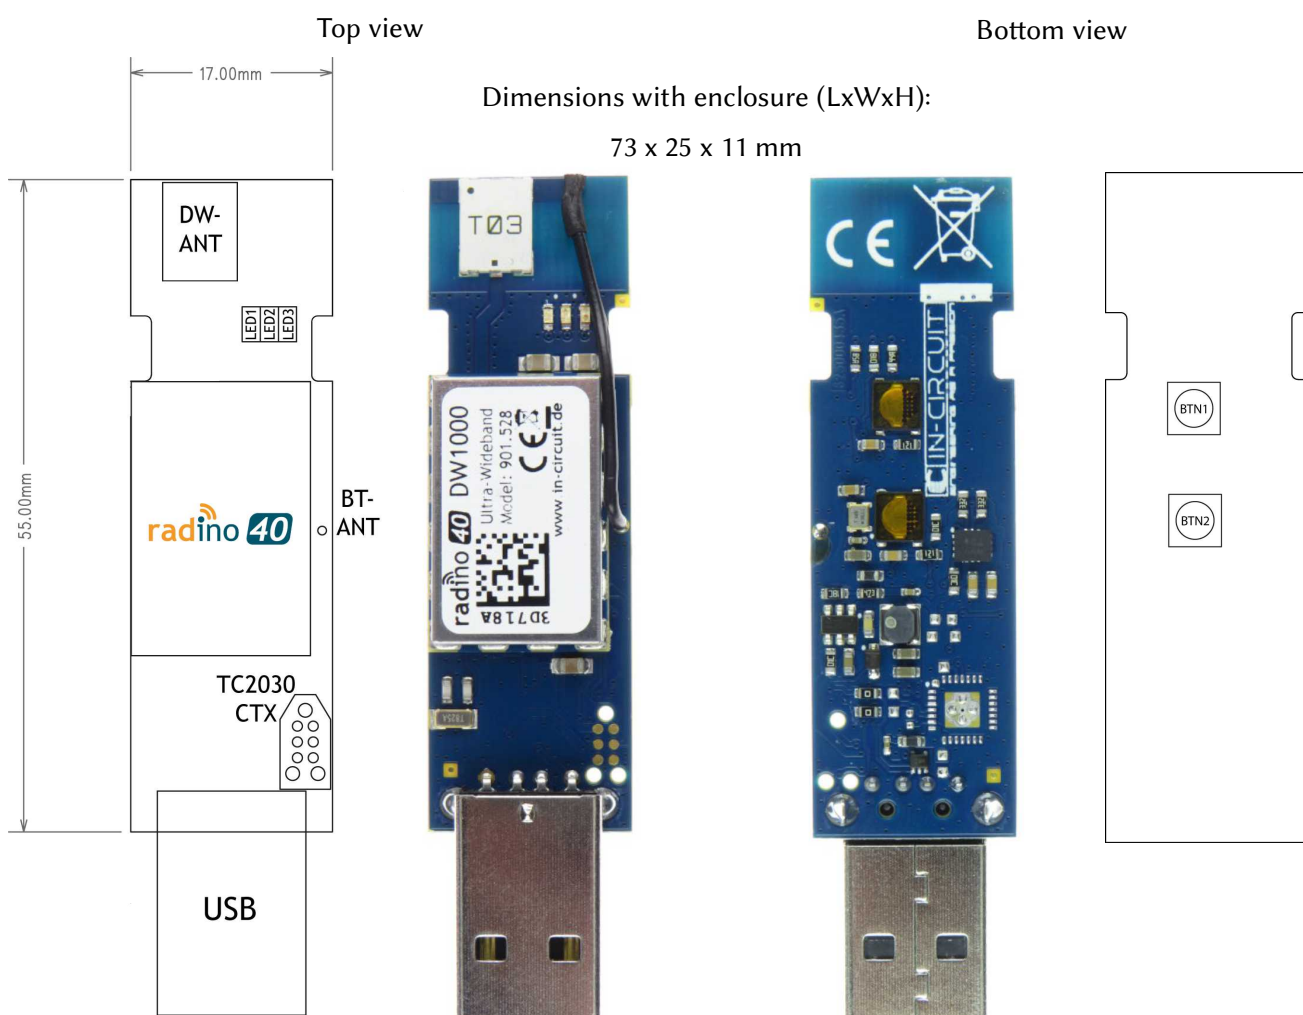 Top view
Bottom view
17.00mm
Dimensions with enclosure (LxWxH):
73 x 25 x 11 mm
55.00mm
DW-
ANT
LED1
LED2
LED3
radino 40
BT-
ANT
TC2030
CTX
USB
T03
radino 40 DW1000
Ultra-Wideband
Model: 901.528
CE
www.in-circuit.de
3D718A
CE
IN-CIRCUIT
BTN1
BTN2